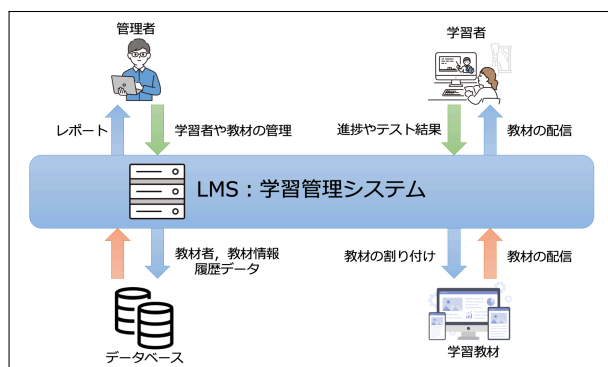 管理者
学習者
レポート
学習者や教材の管理
進捗やテスト結果
教材の配信
LMS：学習管理システム
教材者，教材情報
履歴データ
教材の割り付け
教材の配信
データベース
学習教材